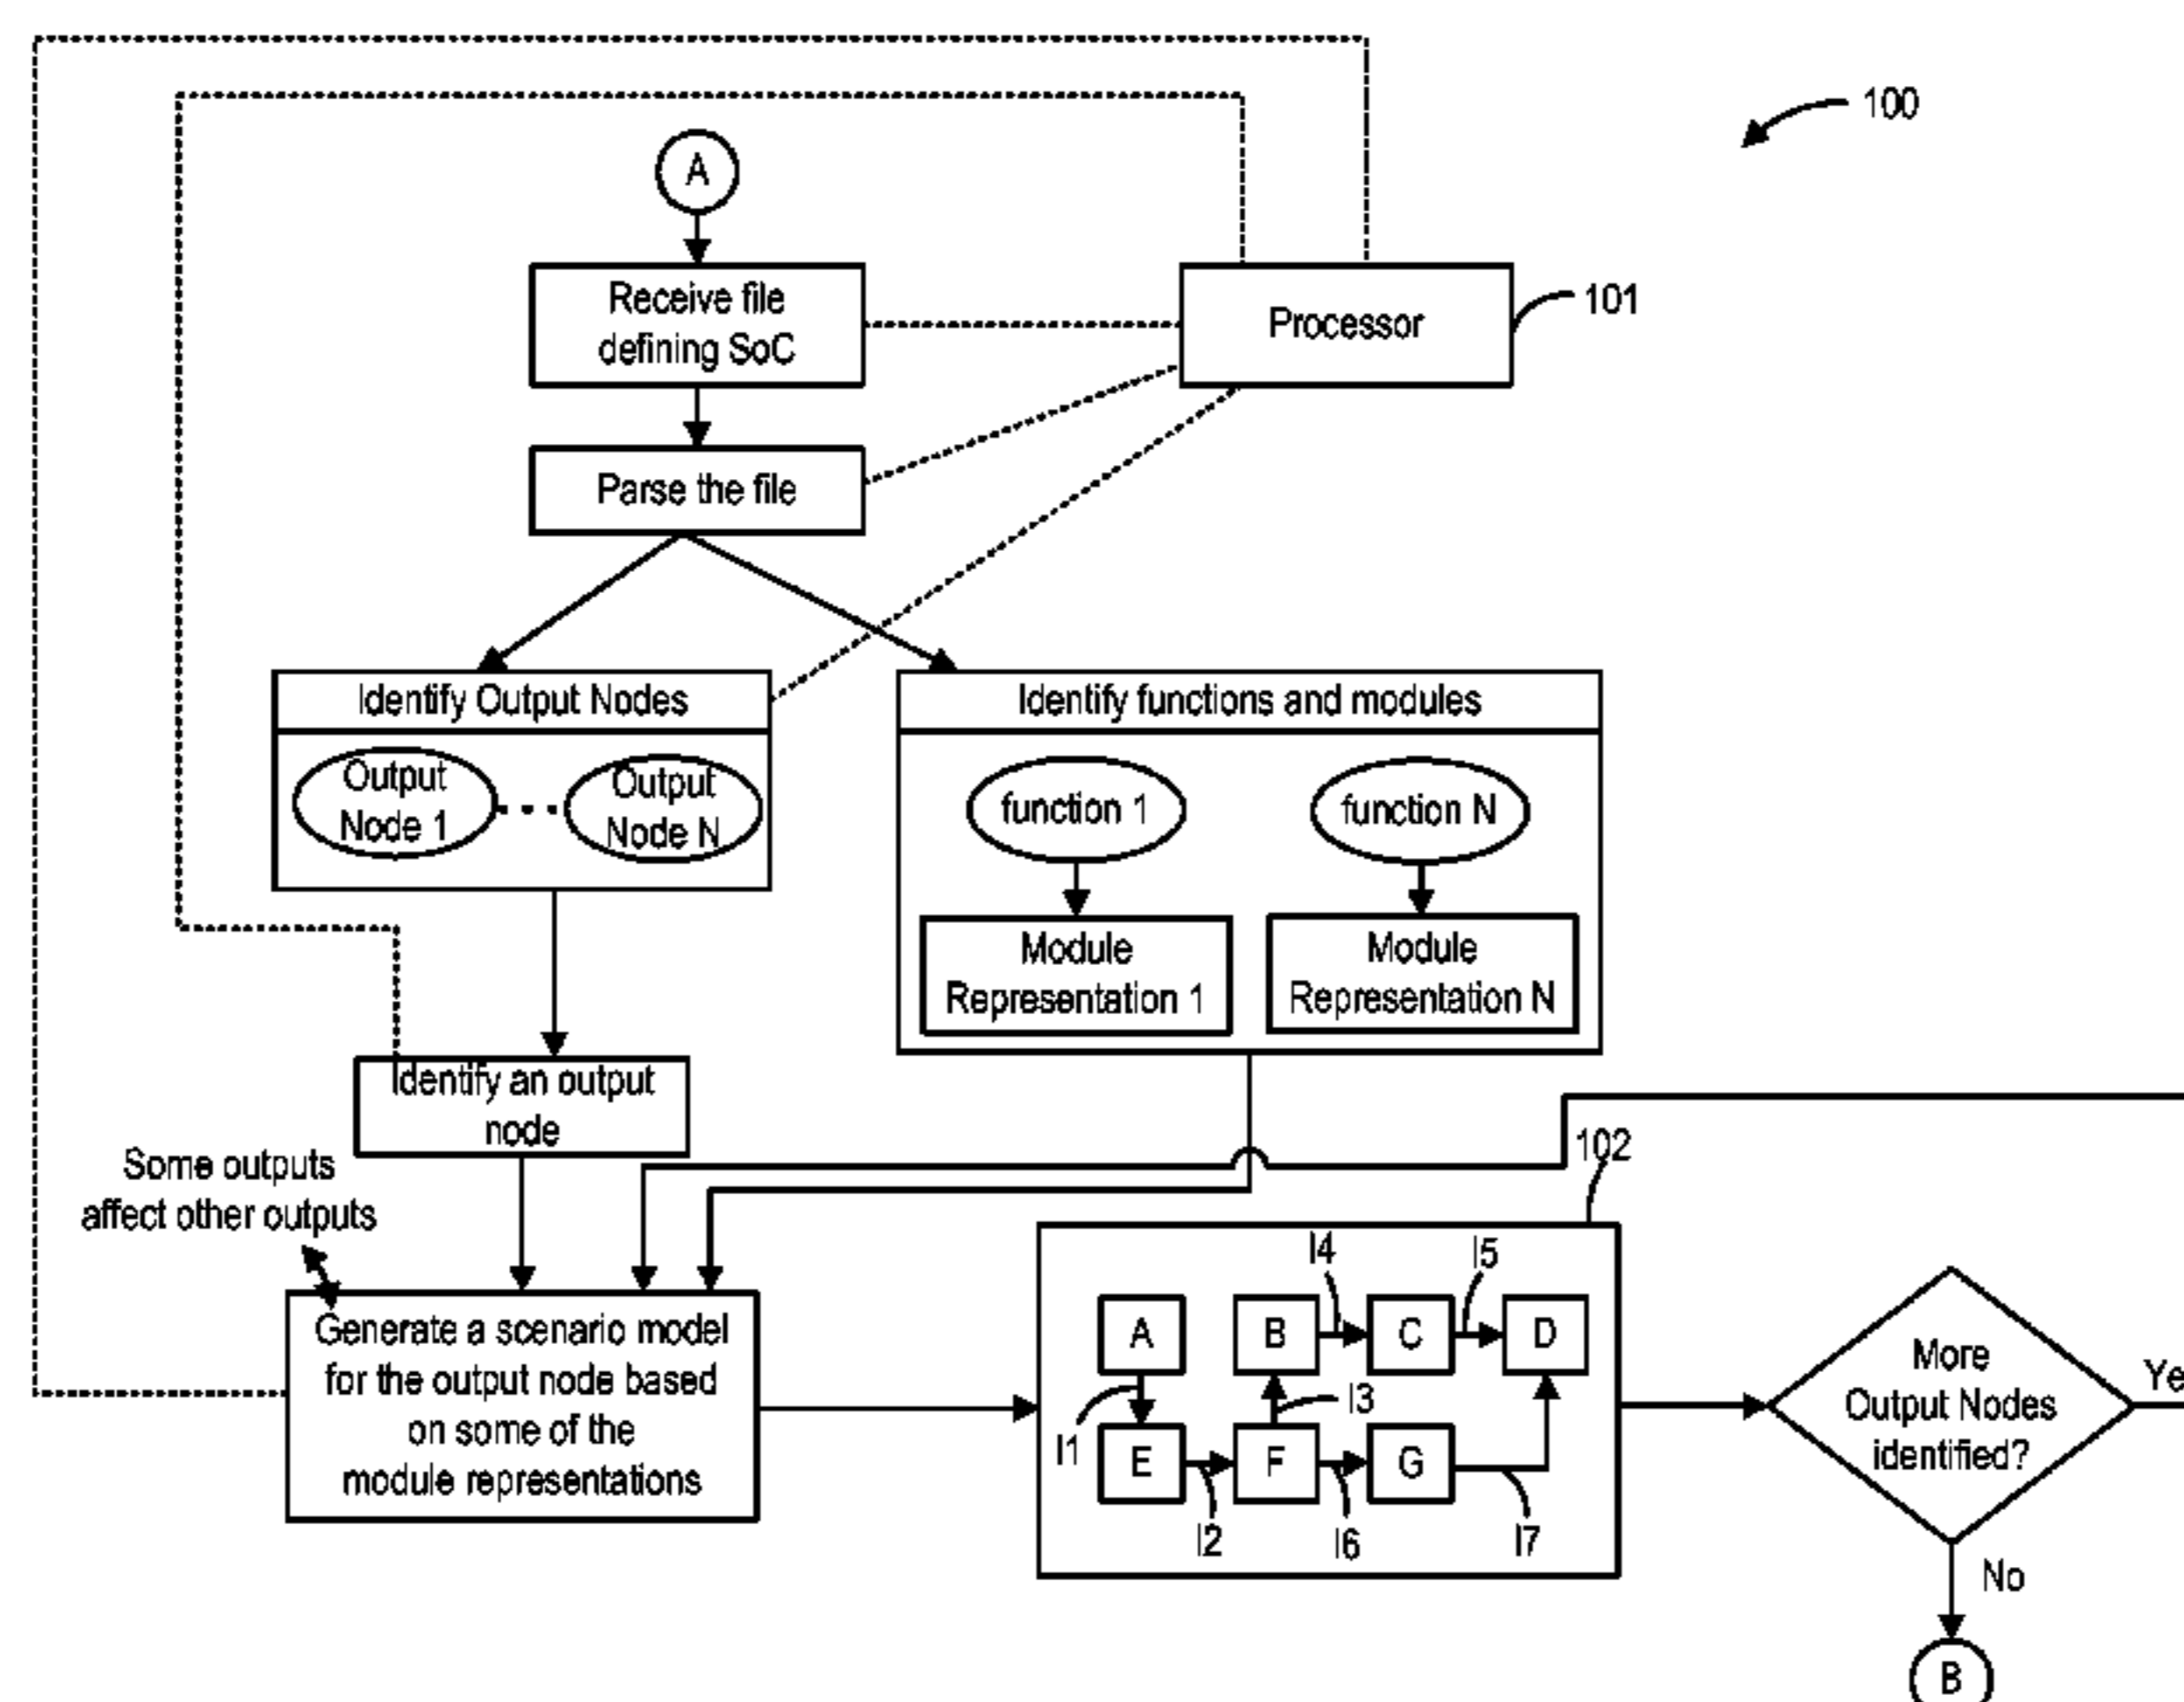 100
A
Receive file
defining SoC
Processor
101
Parse the file
Identify Output Nodes
Identify functions and modules
Output
Node 1
Output
Node N
function 1
function N
Module
Representation 1
Module
Representation N
Identify an output
node
102
Some outputs
affect other outputs
Generate a scenario model
for the output node based
on some of the
module representations
I4
I5
A
B
C
D
I1
I3
E
F
G
I2
I6
I7
More
Output Nodes
identified?
Ye
No
B